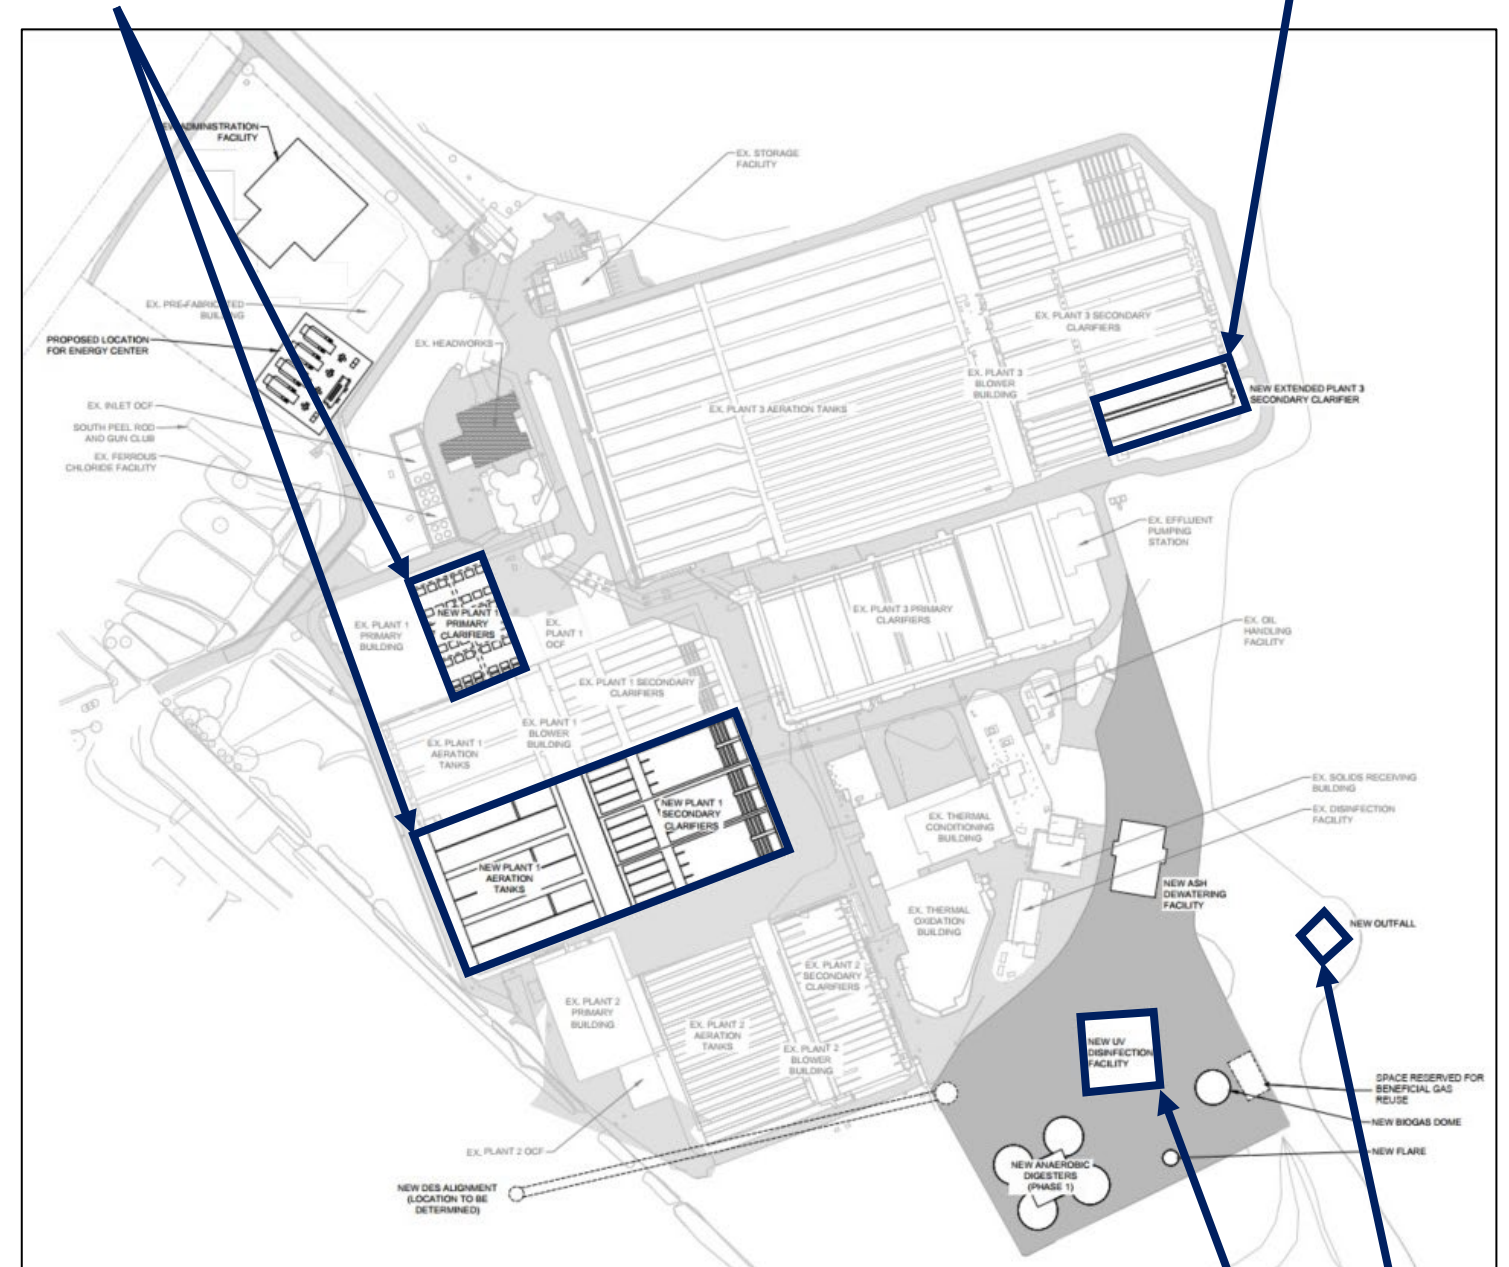 NEW ADMINISTRATION
FACILITY
EX. STORAGE
FACILITY
EX. PRE-FABRICATED
BUILDING
PROPOSED LOCATION
FOR ENERGY CENTER
EX. HEADWORKS
EX. PLANT 3 SECONDARY
CLARIFIERS
EX. PLANT 3
BLOWER
BUILDING
NEW EXTENDED PLANT 3
SECONDARY CLARIFIER
EX. INLET OCF
EX. PLANT 3 AERATION TANKS
SOUTH PEEL ROD
AND GUN CLUB
EX. FERROUS
CHLORIDE FACILITY
EX. EFFLUENT
PUMPING
STATION
EX. PLANT 1
PRIMARY
BUILDING
NEW PLANT 1
PRIMARY
CLARIFIERS
EX.
PLANT 1
OCF
EX. PLANT 3 PRIMARY
CLARIFIERS
EX. OIL
HANDLING
FACILITY
EX. PLANT 1 SECONDARY
CLARIFIERS
EX. PLANT 1
BLOWER
BUILDING
EX. PLANT 1
AERATION
TANKS
EX. SOLIDS RECEIVING
BUILDING
EX. DISINFECTION
FACILITY
NEW PLANT 1
SECONDARY
CLARIFIERS
EX. THERMAL
CONDITIONING
BUILDING
NEW PLANT 1
AERATION
TANKS
NEW ASH
DEWATERING
FACILITY
EX. THERMAL
OXIDATION
BUILDING
NEW OUTFALL
EX. PLANT 2
SECONDARY
CLARIFIERS
EX. PLANT 2
PRIMARY
BUILDING
EX. PLANT 2
AERATION
TANKS
EX. PLANT 2
BLOWER
BUILDING
NEW UV
DISINFECTION
FACILITY
SPACE RESERVED FOR
BENEFICIAL GAS
REUSE
NEW BIOGAS DOME
EX. PLANT 2 OCF
NEW FLARE
NEW ANAEROBIC
DIGESTERS
(PHASE 1)
NEW DES ALIGNMENT
(LOCATION TO BE
DETERMINED)